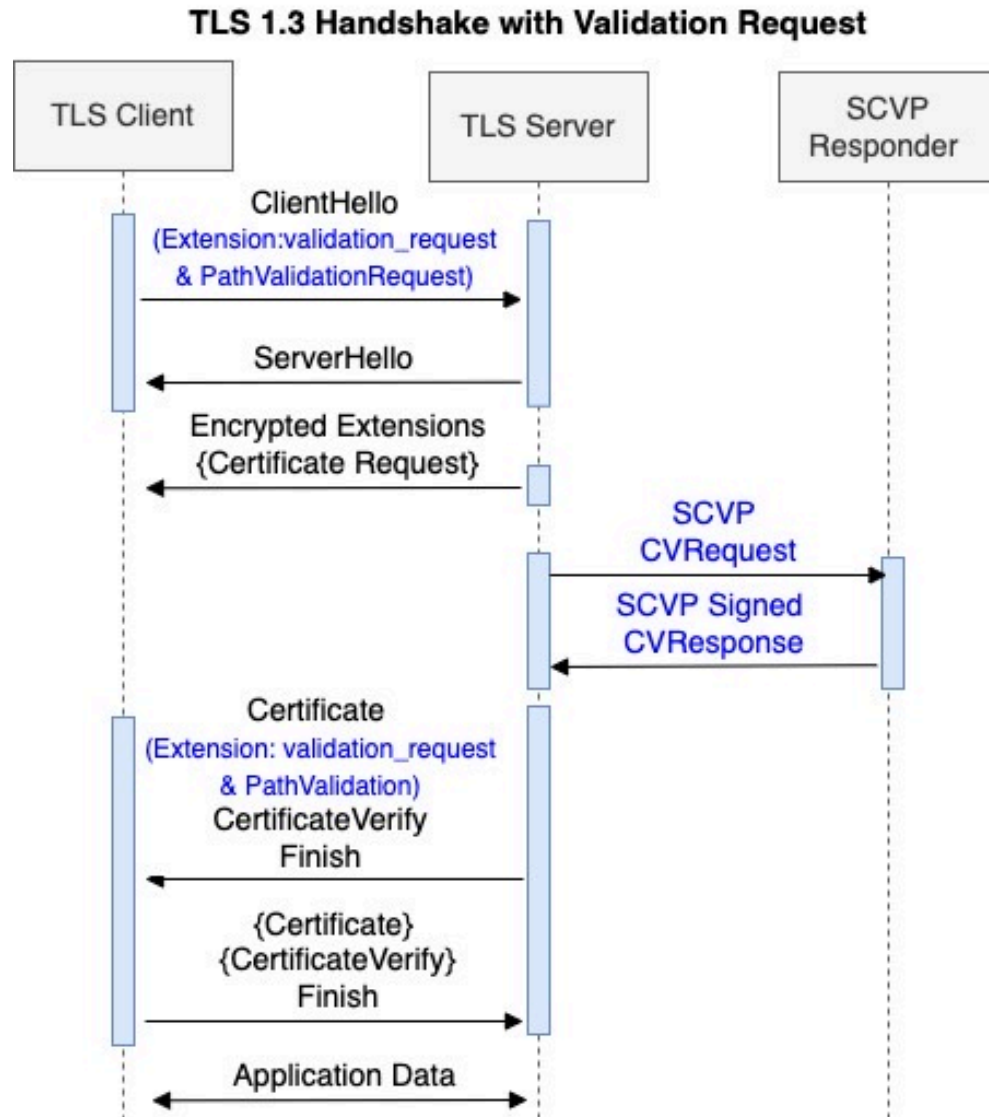 TLS 1.3 Handshake with Validation Request
TLS Client
TLS Server
SCVP
Responder
ClientHello
(Extension:validation_request
& PathValidationRequest)
ServerHello
Encrypted Extensions
{Certificate Request}
SCVP
CVRequest
SCVP Signed
CVResponse
Certificate
(Extension: validation_request
& PathValidation)
CertificateVerify
Finish
{Certificate}
{CertificateVerify}
Finish
Application Data